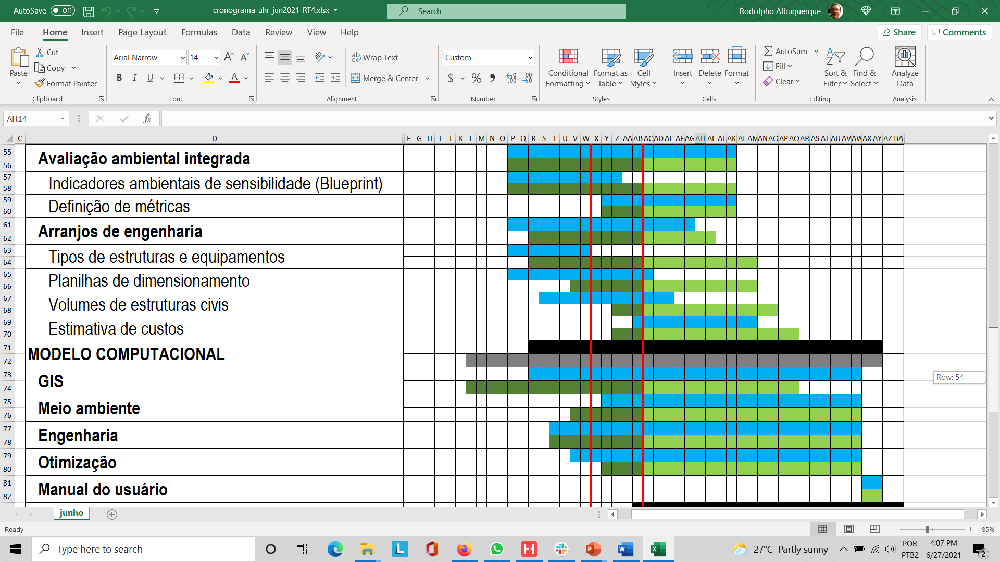 AutoSave Off cronograma_uhr_jun2021_RT4.xlsx Search Rodolpho Albuquerque
File Home Insert Page Layout Formulas Data Review View Help Share Comments
Paste Cut Copy Format Painter Clipboard
Arial Narrow 14 B I U A Font
Wrap Text Merge & Center Alignment
Custom $ % Number
Conditional Formatting Format as Table Cell Styles Styles
Insert Delete Format Cells
AutoSum Fill Clear Sort & Filter Find & Select Editing
Analyze Data Analysis
AH14 fx
C D F G H I J K L M N O P Q R S T U V W X Y Z AA AB AC AD AE AF AG AH AI AJ AK AL AM AN AO AP AQ AR AS AT AU AV AW AX AY AZ BA
55 Avaliação ambiental integrada
56
57 Indicadores ambientais de sensibilidade (Blueprint)
58
59 Definição de métricas
60
61 Arranjos de engenharia
62
63 Tipos de estruturas e equipamentos
64
65 Planilhas de dimensionamento
66
67 Volumes de estruturas civis
68
69 Estimativa de custos
70
71 MODELO COMPUTACIONAL
72
73 GIS
74
Row: 54
75 Meio ambiente
76
77 Engenharia
78
79 Otimização
80
81 Manual do usuário
82
junho
Ready 85%
Type here to search 27°C Partly sunny POR PTB2 4:07 PM 6/27/2021 2